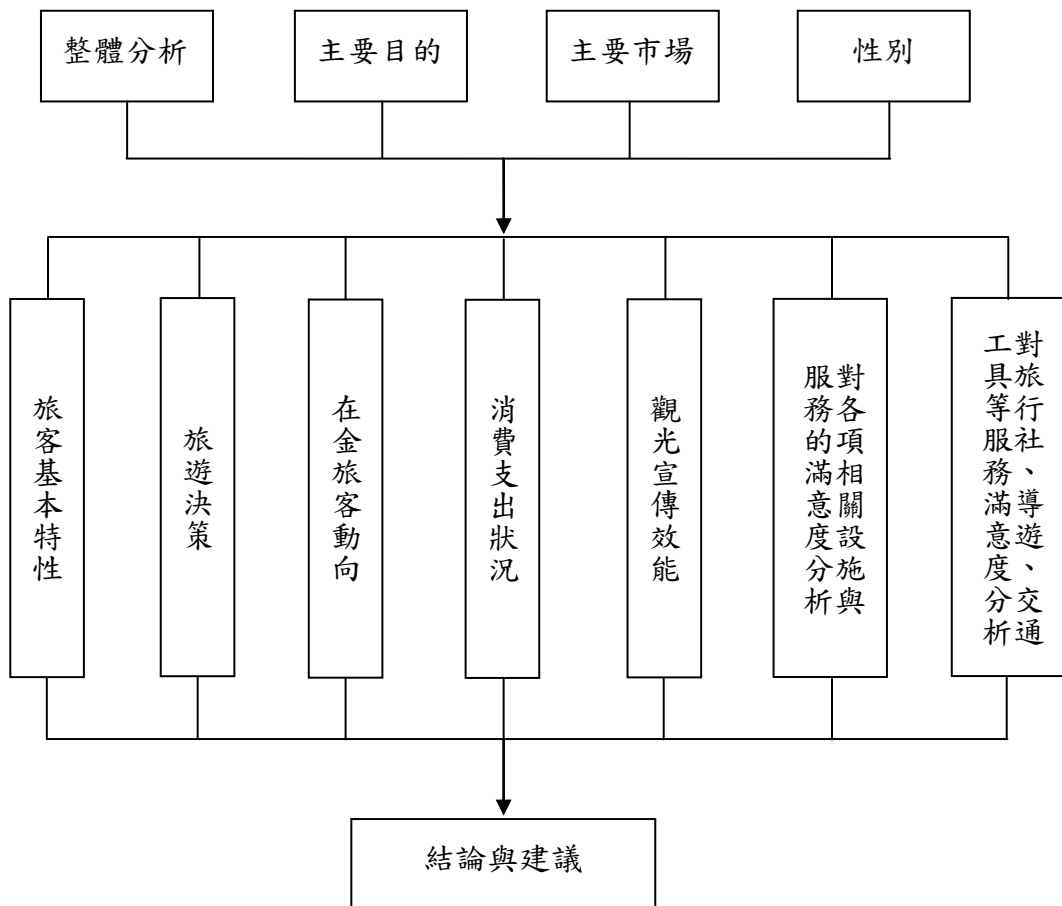 整體分析
主要目的
主要市場
性別
旅客基本特性
旅遊決策
在金旅客動向
消費支出狀況
觀光宣傳效能
對各項相關設施與
服務的滿意度分析
對旅行社、導遊、交通
工具等服務滿意度分析
結論與建議